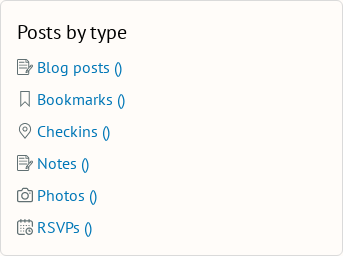 Posts by type
Blog posts ()
Bookmarks ()
Checkins ()
Notes ()
Photos ()
RSVPs ()